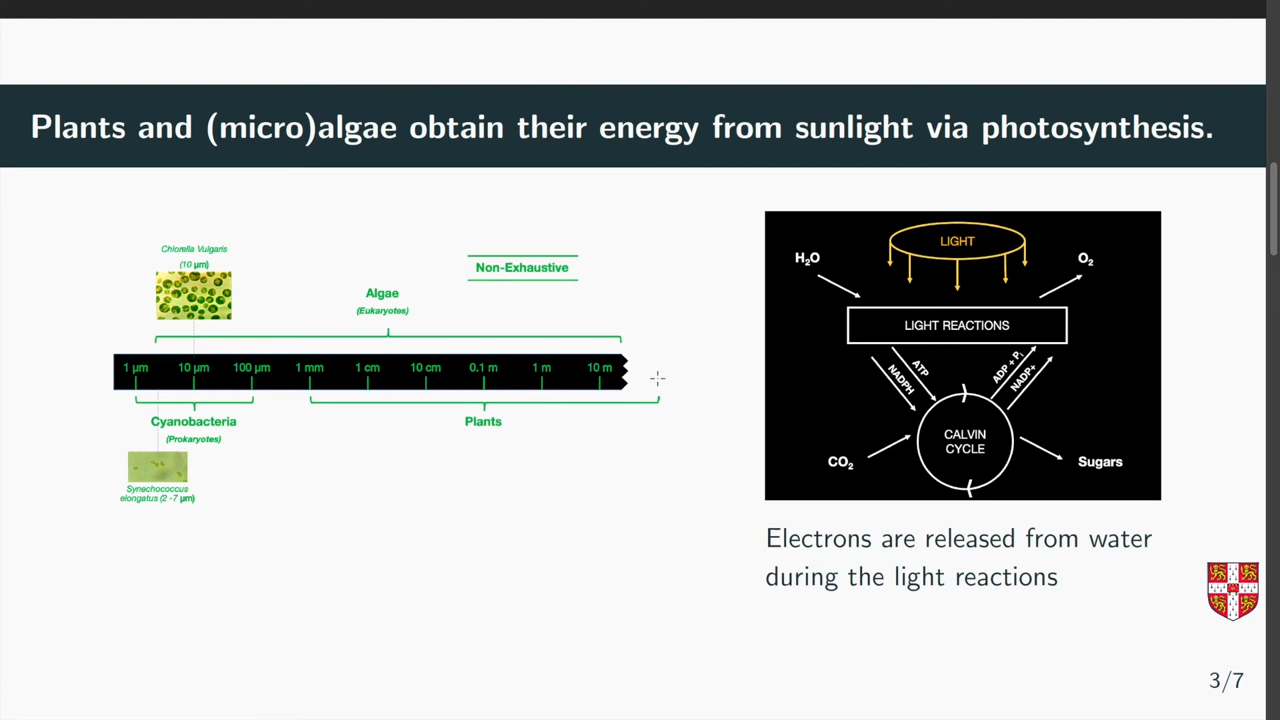 Plants and (micro)algae obtain their energy from sunlight via photosynthesis.
Chlorella Vulgaris
(10 μm)
Non-Exhaustive
Algae
(Eukaryotes)
1 μm 10 μm 100 μm 1 mm 1 cm 10 cm 0.1 m 1 m 10 m
Cyanobacteria
(Prokaryotes)
Plants
Synechococcus
elongatus (2 -7 μm)
LIGHT
H₂O
O₂
LIGHT REACTIONS
NADPH
ATP
ADP + Pᵢ
NADP+
CALVIN
CYCLE
CO₂
Sugars
Electrons are released from water
during the light reactions
3/7